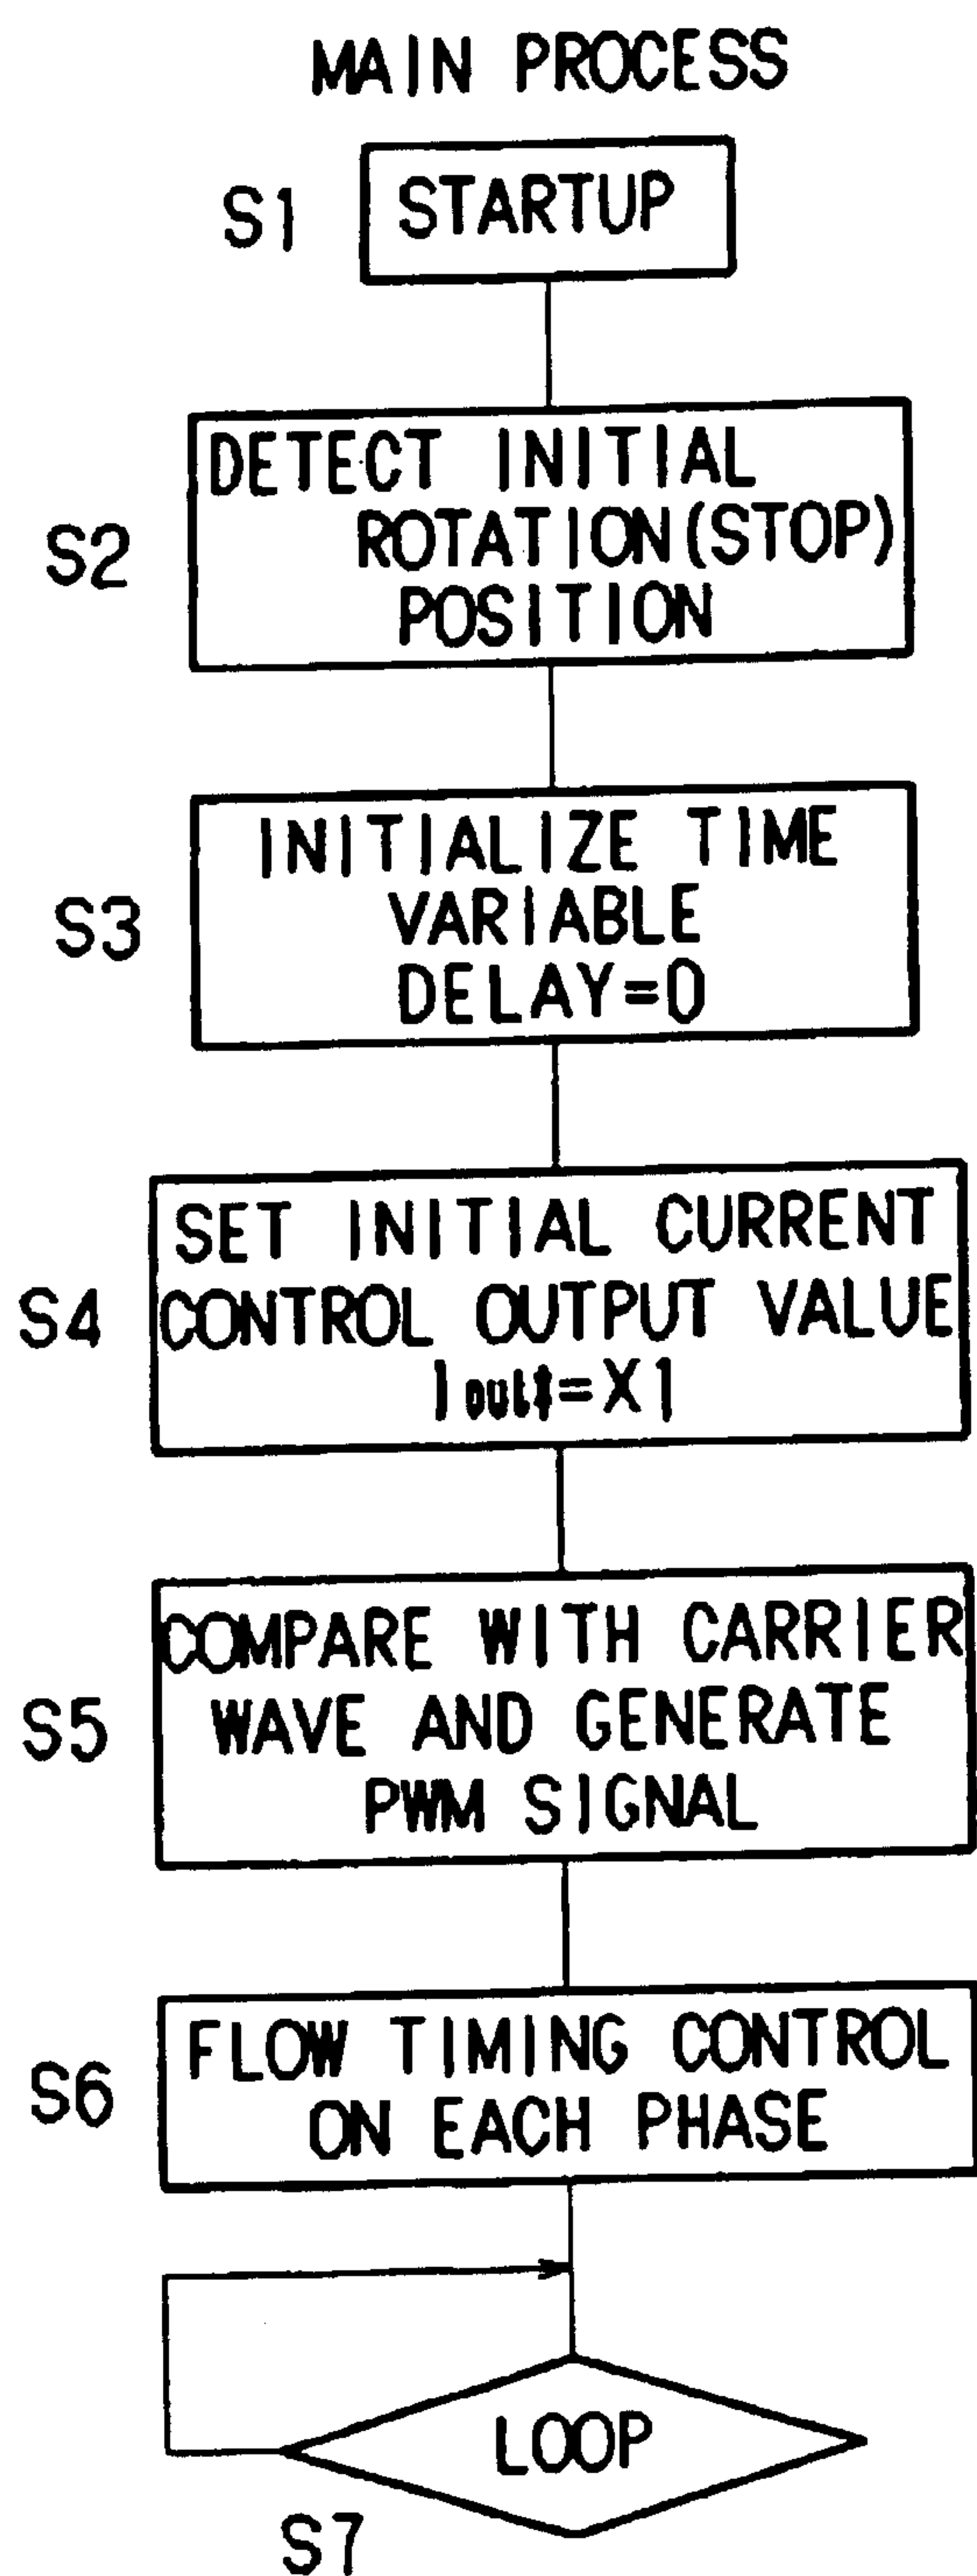 MAIN PROCESS
S1
STARTUP
S2
DETECT INITIAL
ROTATION(STOP)
POSITION
S3
INITIALIZE TIME
VARIABLE
DELAY=0
S4
SET INITIAL CURRENT
CONTROL OUTPUT VALUE
=X1
S5
COMPARE WITH CARRIER
WAVE AND GENERATE
PWM SIGNAL
S6
FLOW TIMING CONTROL
ON EACH PHASE
LOOP
S7